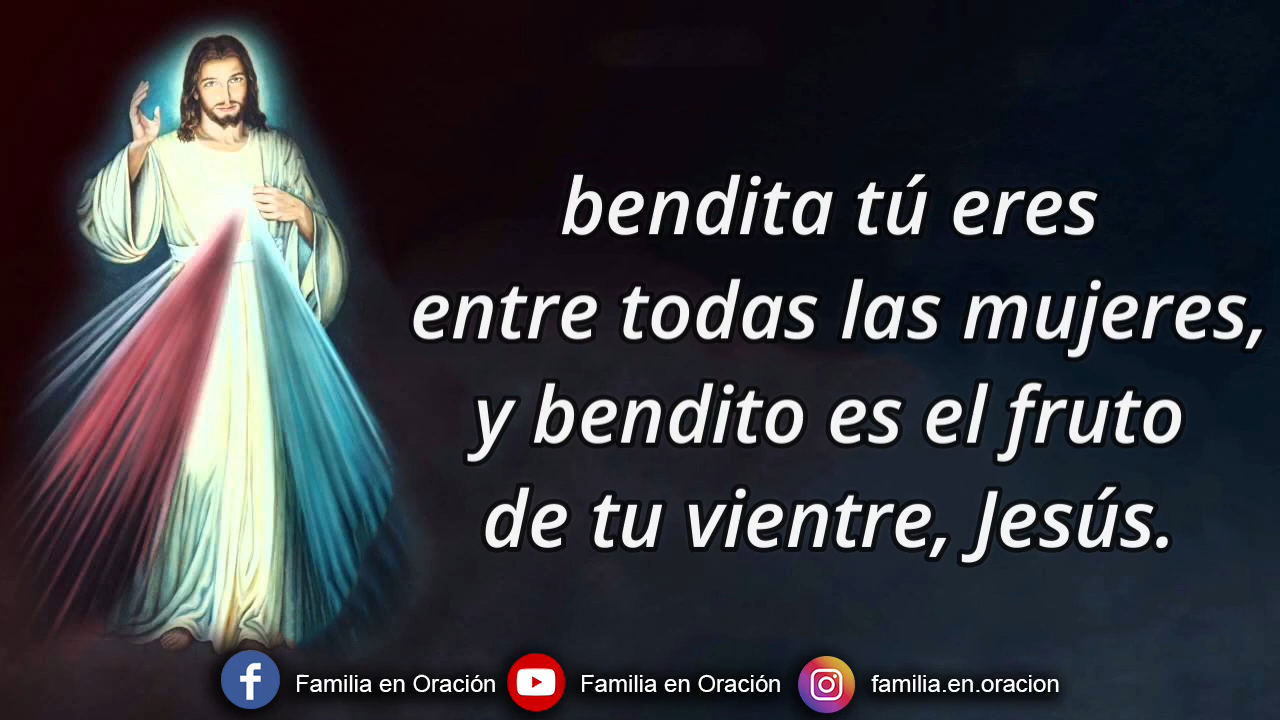 bendita tú eres
entre todas las mujeres,
y bendito es el fruto
de tu vientre, Jesús.
Familia en Oración Familia en Oración familia.en.oracion